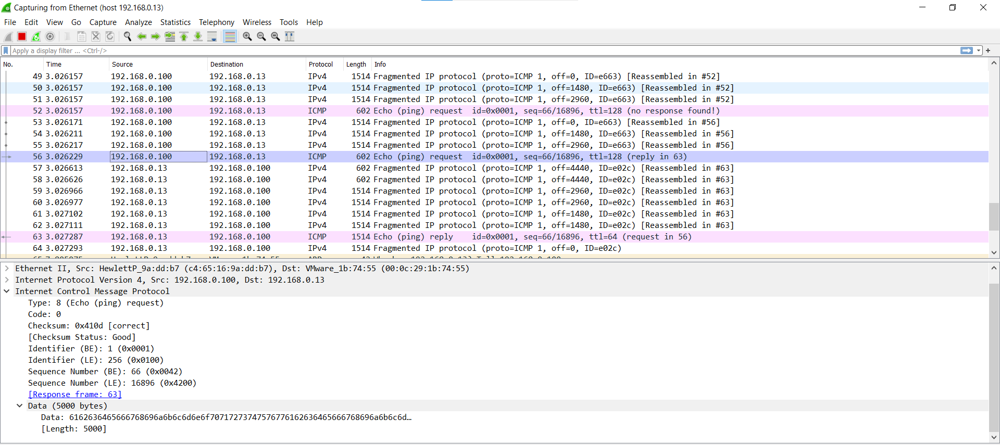 Capturing from Ethernet (host 192.168.0.13)
File Edit View Go Capture Analyze Statistics Telephony Wireless Tools Help
Apply a display filter ... <Ctrl-/>
No. Time Source Destination Protocol Length Info
49 3.026157 192.168.0.100 192.168.0.13 IPv4 1514 Fragmented IP protocol (proto=ICMP 1, off=0, ID=e663) [Reassembled in #52]
50 3.026157 192.168.0.100 192.168.0.13 IPv4 1514 Fragmented IP protocol (proto=ICMP 1, off=1480, ID=e663) [Reassembled in #52]
51 3.026157 192.168.0.100 192.168.0.13 IPv4 1514 Fragmented IP protocol (proto=ICMP 1, off=2960, ID=e663) [Reassembled in #52]
52 3.026157 192.168.0.100 192.168.0.13 ICMP 602 Echo (ping) request id=0x0001, seq=66/16896, ttl=128 (no response found!)
53 3.026171 192.168.0.100 192.168.0.13 IPv4 1514 Fragmented IP protocol (proto=ICMP 1, off=0, ID=e663) [Reassembled in #56]
54 3.026211 192.168.0.100 192.168.0.13 IPv4 1514 Fragmented IP protocol (proto=ICMP 1, off=1480, ID=e663) [Reassembled in #56]
55 3.026217 192.168.0.100 192.168.0.13 IPv4 1514 Fragmented IP protocol (proto=ICMP 1, off=2960, ID=e663) [Reassembled in #56]
56 3.026229 192.168.0.100 192.168.0.13 ICMP 602 Echo (ping) request id=0x0001, seq=66/16896, ttl=128 (reply in 63)
57 3.026613 192.168.0.13 192.168.0.100 IPv4 602 Fragmented IP protocol (proto=ICMP 1, off=4440, ID=e02c) [Reassembled in #63]
58 3.026626 192.168.0.13 192.168.0.100 IPv4 602 Fragmented IP protocol (proto=ICMP 1, off=4440, ID=e02c) [Reassembled in #63]
59 3.026966 192.168.0.13 192.168.0.100 IPv4 1514 Fragmented IP protocol (proto=ICMP 1, off=2960, ID=e02c) [Reassembled in #63]
60 3.026977 192.168.0.13 192.168.0.100 IPv4 1514 Fragmented IP protocol (proto=ICMP 1, off=2960, ID=e02c) [Reassembled in #63]
61 3.027102 192.168.0.13 192.168.0.100 IPv4 1514 Fragmented IP protocol (proto=ICMP 1, off=1480, ID=e02c) [Reassembled in #63]
62 3.027111 192.168.0.13 192.168.0.100 IPv4 1514 Fragmented IP protocol (proto=ICMP 1, off=1480, ID=e02c) [Reassembled in #63]
63 3.027287 192.168.0.13 192.168.0.100 ICMP 1514 Echo (ping) reply id=0x0001, seq=66/16896, ttl=64 (request in 56)
64 3.027293 192.168.0.13 192.168.0.100 IPv4 1514 Fragmented IP protocol (proto=ICMP 1, off=0, ID=e02c)
Ethernet II, Src: HewlettP_9a:dd:b7 (c4:65:16:9a:dd:b7), Dst: VMware_1b:74:55 (00:0c:29:1b:74:55)
Internet Protocol Version 4, Src: 192.168.0.100, Dst: 192.168.0.13
Internet Control Message Protocol
Type: 8 (Echo (ping) request)
Code: 0
Checksum: 0x410d [correct]
[Checksum Status: Good]
Identifier (BE): 1 (0x0001)
Identifier (LE): 256 (0x0100)
Sequence Number (BE): 66 (0x0042)
Sequence Number (LE): 16896 (0x4200)
[Response frame: 63]
Data (5000 bytes)
Data: 6162636465666768696a6b6c6d6e6f7071727374757677616263646566676869​6a6b6c6d…
[Length: 5000]